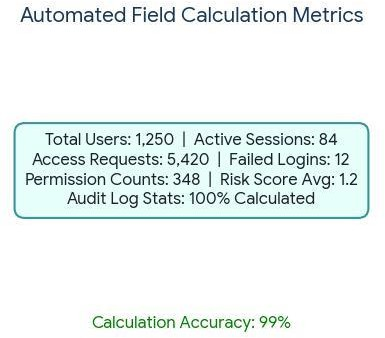 Automated Field Calculation Metrics
Total Users: 1,250 | Active Sessions: 84
Access Requests: 5,420 | Failed Logins: 12
Permission Counts: 348 | Risk Score Avg: 1.2
Audit Log Stats: 100% Calculated
Calculation Accuracy: 99%